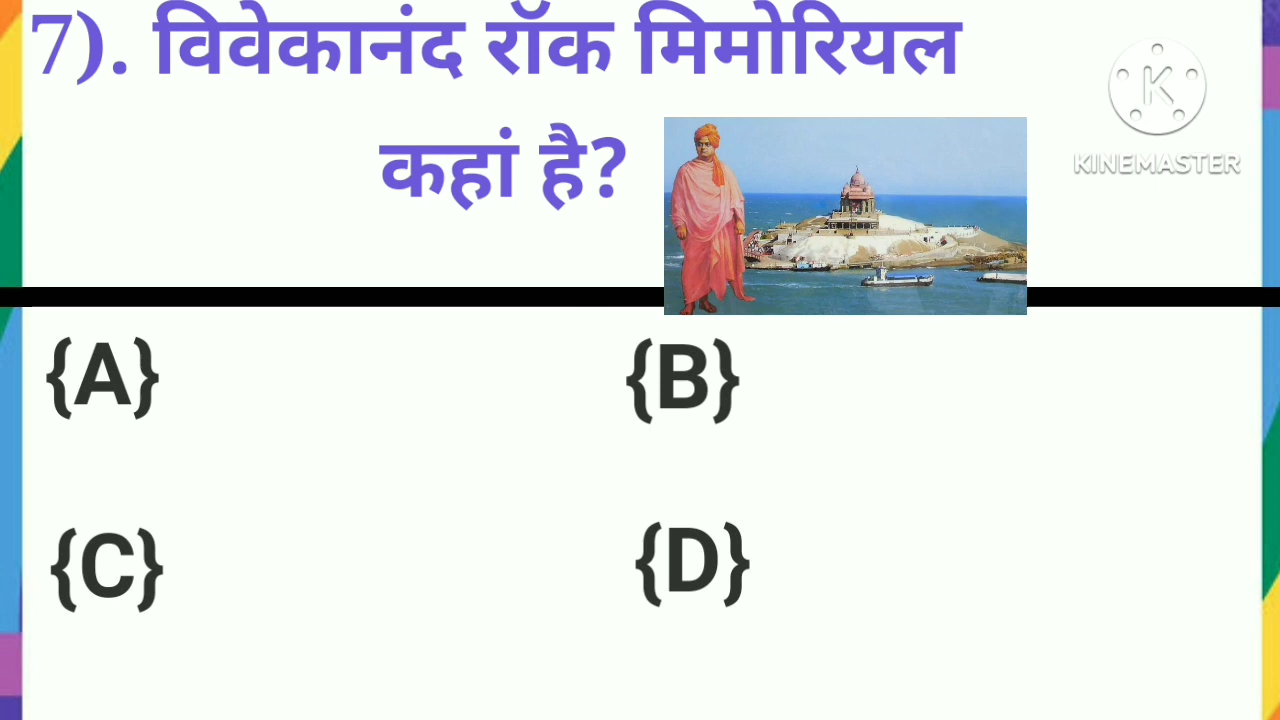 7). विवेकानंद रॉक मिमोरियल
कहां है?
KINEMASTER
{A}
{B}
{C}
{D}